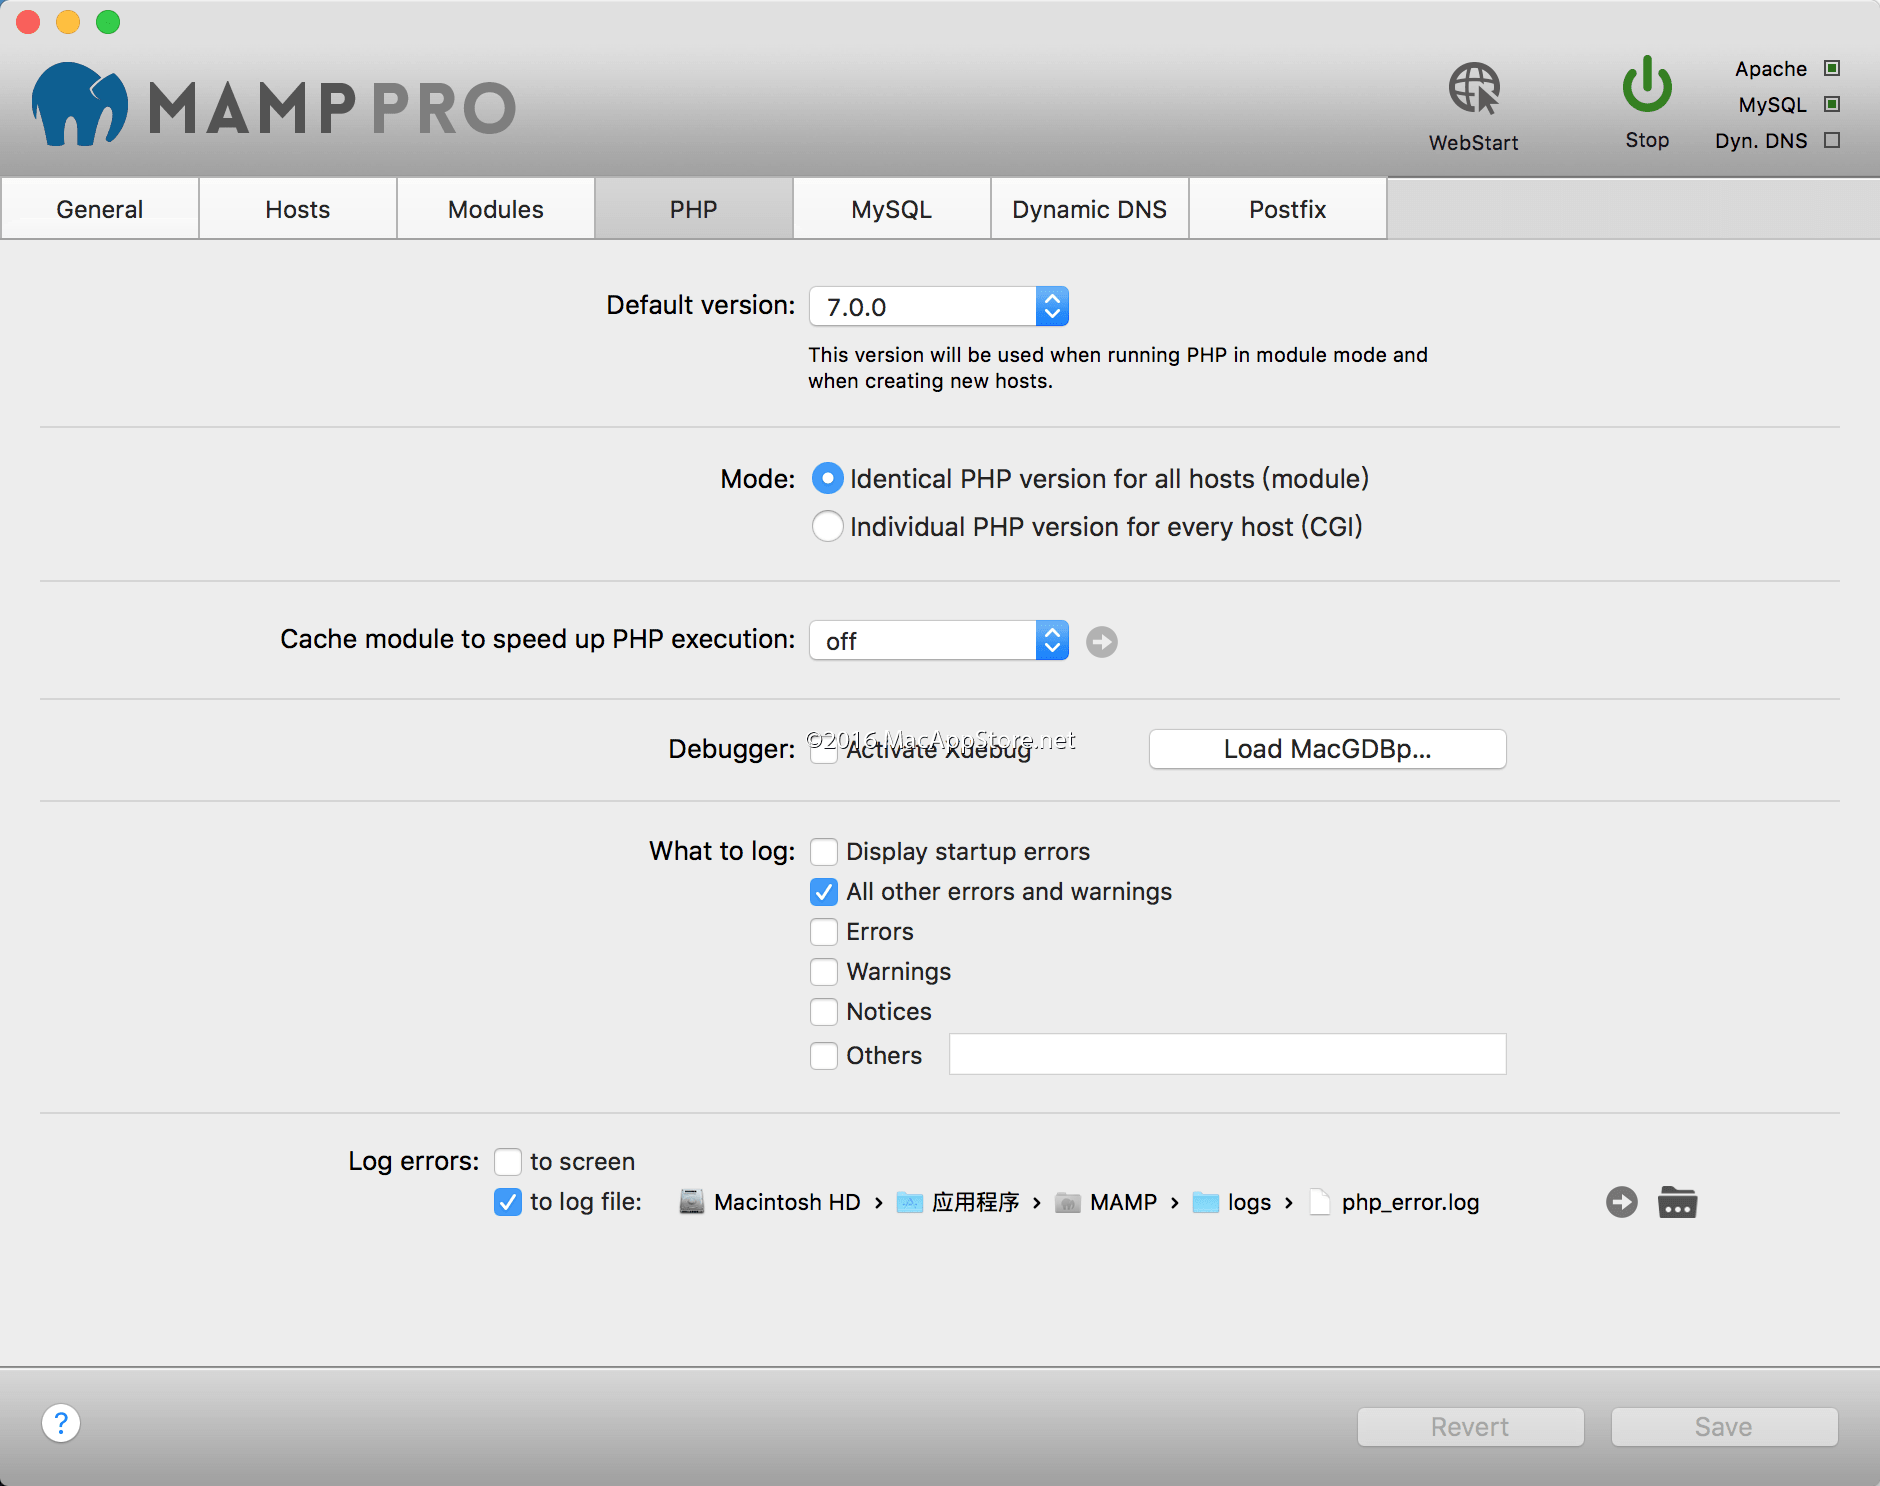 MAMP PRO
WebStart
Stop
Apache
MySQL
Dyn. DNS
General
Hosts
Modules
PHP
MySQL
Dynamic DNS
Postfix
Default version:
7.0.0
This version will be used when running PHP in module mode and
when creating new hosts.
Mode:
Identical PHP version for all hosts (module)
Individual PHP version for every host (CGI)
Cache module to speed up PHP execution:
off
Debugger:
©2016 MacAppStore.net
Activate Xdebug
Load MacGDBp...
What to log:
Display startup errors
All other errors and warnings
Errors
Warnings
Notices
Others
Log errors:
to screen
to log file:
Macintosh HD › 应用程序 › MAMP › logs › php_error.log
?
Revert
Save